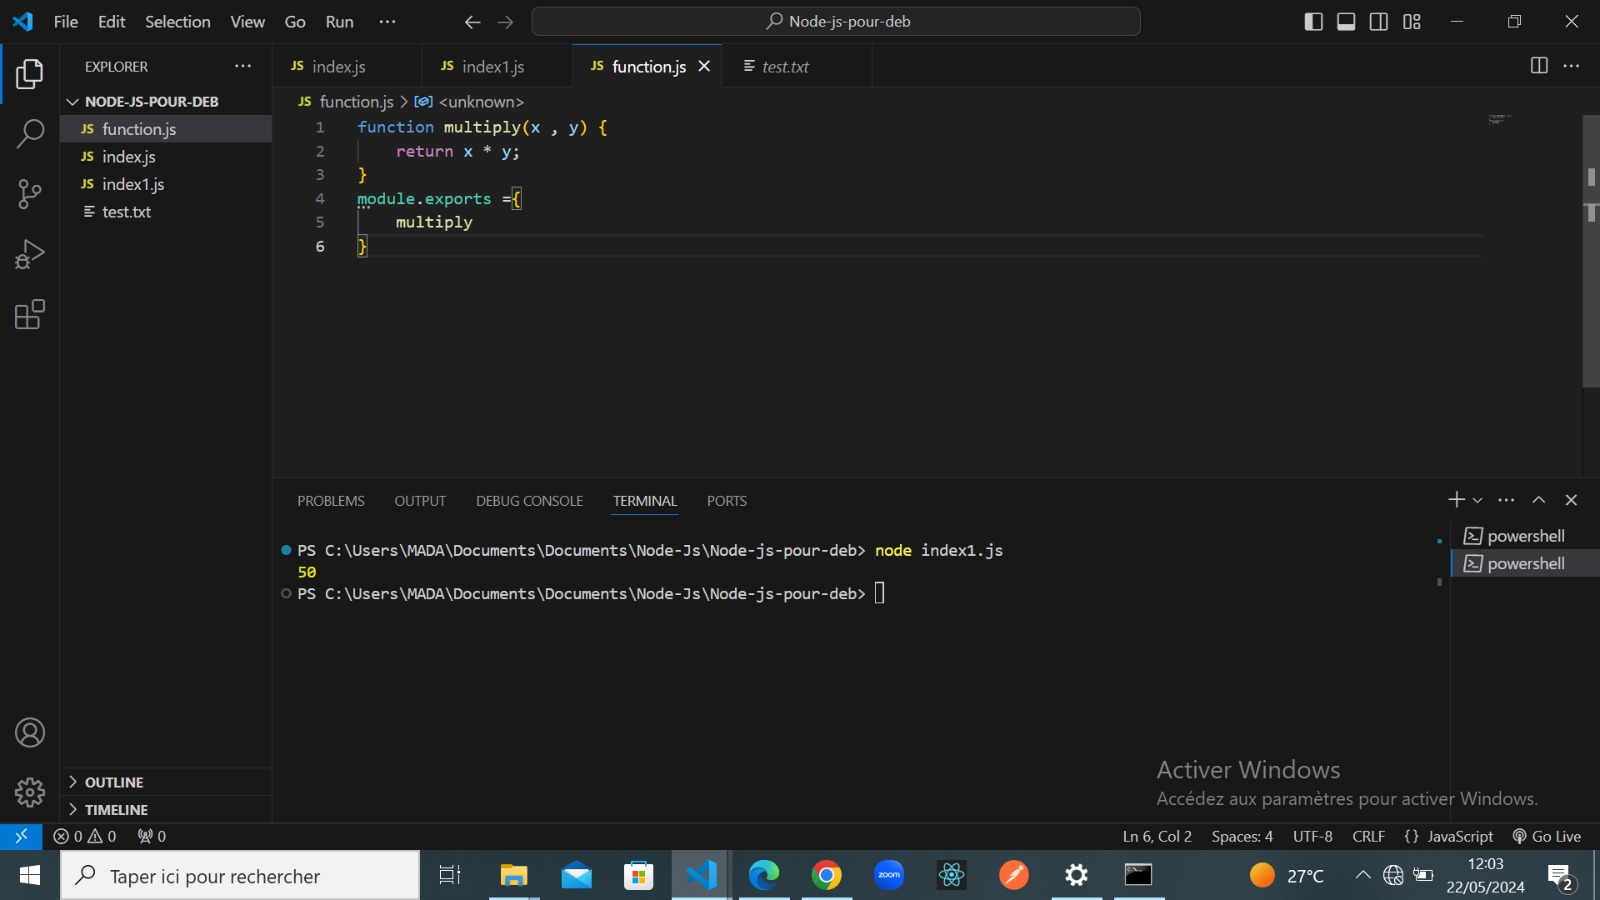 File Edit Selection View Go Run ···
Node-js-pour-deb
EXPLORER ···
NODE-JS-POUR-DEB
JS function.js
JS index.js
JS index1.js
test.txt
OUTLINE
TIMELINE
JS index.js JS index1.js JS function.js test.txt
JS function.js > <unknown>
1 function multiply(x , y) {
2 return x * y;
3 }
4 module.exports ={
5 multiply
6 }
PROBLEMS OUTPUT DEBUG CONSOLE TERMINAL PORTS
PS C:\Users\MADA\Documents\Documents\Node-Js\Node-js-pour-deb> node index1.js
50
PS C:\Users\MADA\Documents\Documents\Node-Js\Node-js-pour-deb>
powershell
powershell
Activer Windows
Accédez aux paramètres pour activer Windows.
0 0 0 Ln 6, Col 2 Spaces: 4 UTF-8 CRLF {} JavaScript Go Live
Taper ici pour rechercher zoom 27°C 12:03
22/05/2024 2